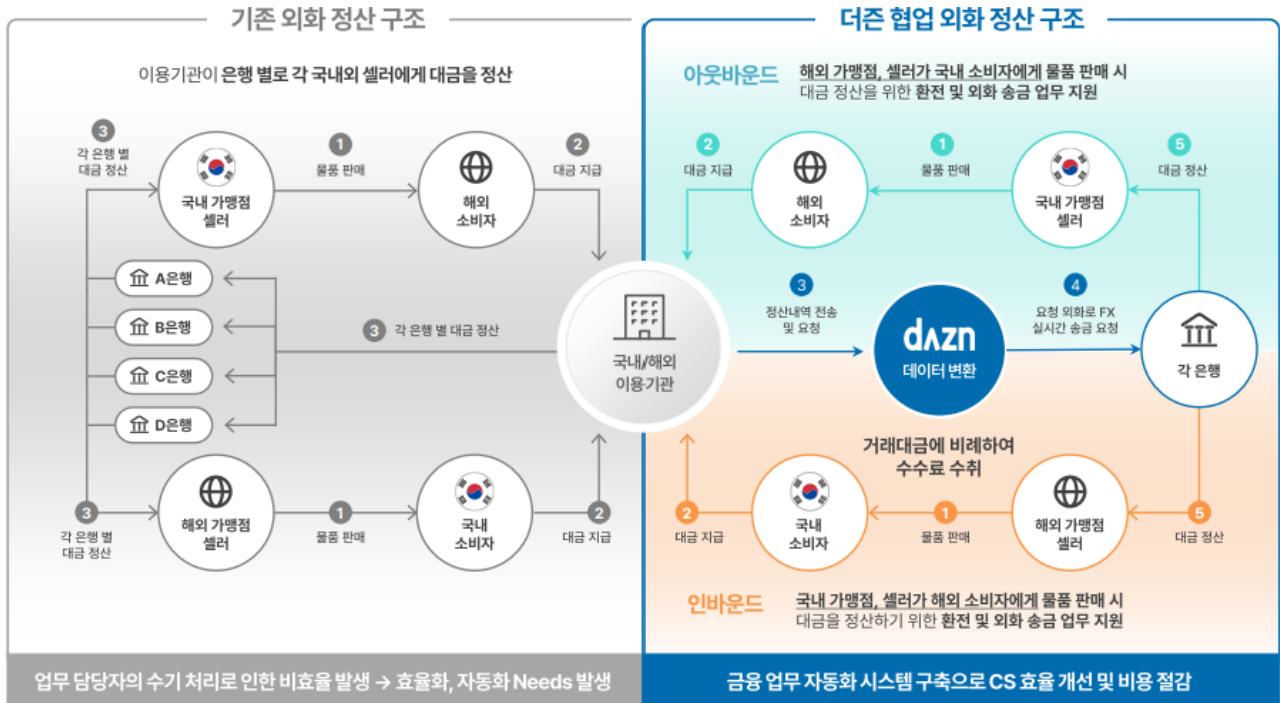 기존 외화 정산 구조
이용기관이 은행 별로 각 국내외 셀러에게 대금을 정산
3
각 은행 별
대금 정산
국내 가맹점
셀러
1
물품 판매
해외
소비자
2
대금 지급
A은행
B은행
C은행
D은행
3 각 은행 별 대금 정산
국내/해외
이용기관
3
각 은행 별
대금 정산
해외 가맹점
셀러
1
물품 판매
국내
소비자
2
대금 지급
업무 담당자의 수기 처리로 인한 비효율 발생 → 효율화, 자동화 Needs 발생
더즌 협업 외화 정산 구조
아웃바운드
해외 가맹점, 셀러가 국내 소비자에게 물품 판매 시
대금 정산을 위한 환전 및 외화 송금 업무 지원
2
대금 지급
해외
소비자
1
물품 판매
국내 가맹점
셀러
5
대금 정산
3
정산내역 전송
및 요청
dazn
데이터 변환
4
요청 외화로 FX
실시간 송금 요청
각 은행
거래대금에 비례하여
수수료 수취
2
대금 지급
국내
소비자
1
물품 판매
해외 가맹점
셀러
5
대금 정산
인바운드
국내 가맹점, 셀러가 해외 소비자에게 물품 판매 시
대금을 정산하기 위한 환전 및 외화 송금 업무 지원
금융 업무 자동화 시스템 구축으로 CS 효율 개선 및 비용 절감